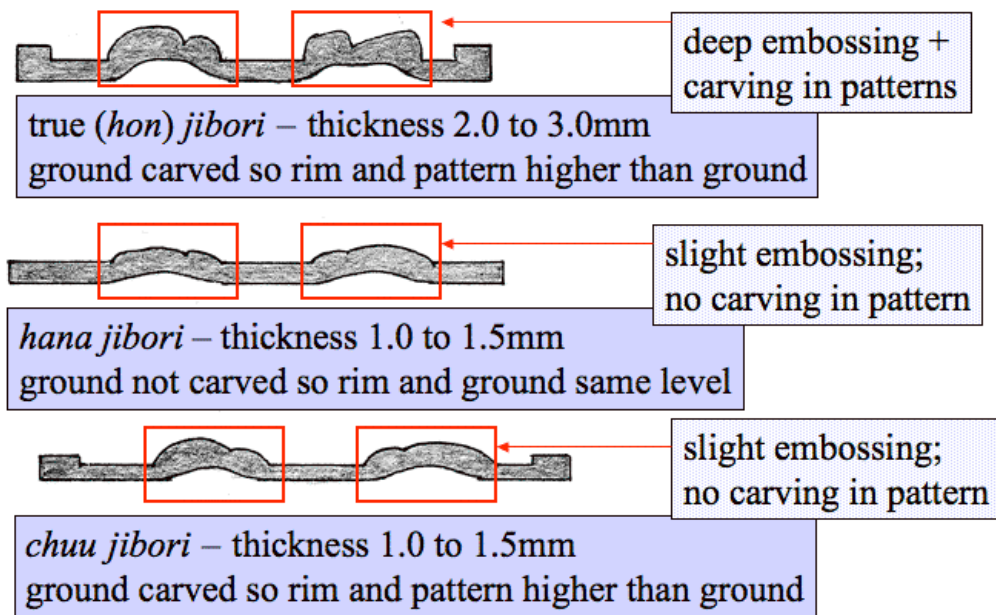 deep embossing +
carving in patterns
true (hon) jibori – thickness 2.0 to 3.0mm
ground carved so rim and pattern higher than ground
slight embossing;
no carving in pattern
hana jibori – thickness 1.0 to 1.5mm
ground not carved so rim and ground same level
slight embossing;
no carving in pattern
chuu jibori – thickness 1.0 to 1.5mm
ground carved so rim and pattern higher than ground